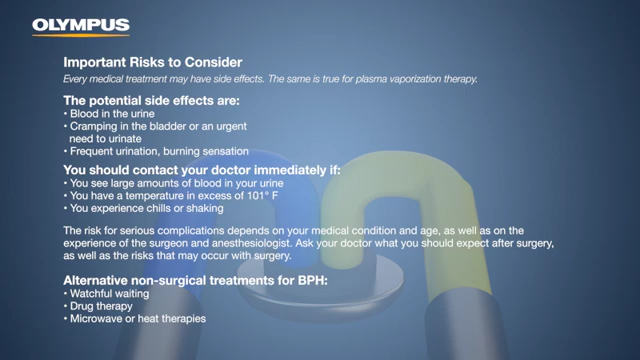 OLYMPUS
Important Risks to Consider
Every medical treatment may have side effects. The same is true for plasma vaporization therapy.
The potential side effects are:
• Blood in the urine
• Cramping in the bladder or an urgent
need to urinate
• Frequent urination, burning sensation
You should contact your doctor immediately if:
• You see large amounts of blood in your urine
• You have a temperature in excess of 101° F
• You experience chills or shaking
The risk for serious complications depends on your medical condition and age, as well as on the
experience of the surgeon and anesthesiologist. Ask your doctor what you should expect after surgery,
as well as the risks that may occur with surgery.
Alternative non-surgical treatments for BPH:
• Watchful waiting
• Drug therapy
• Microwave or heat therapies